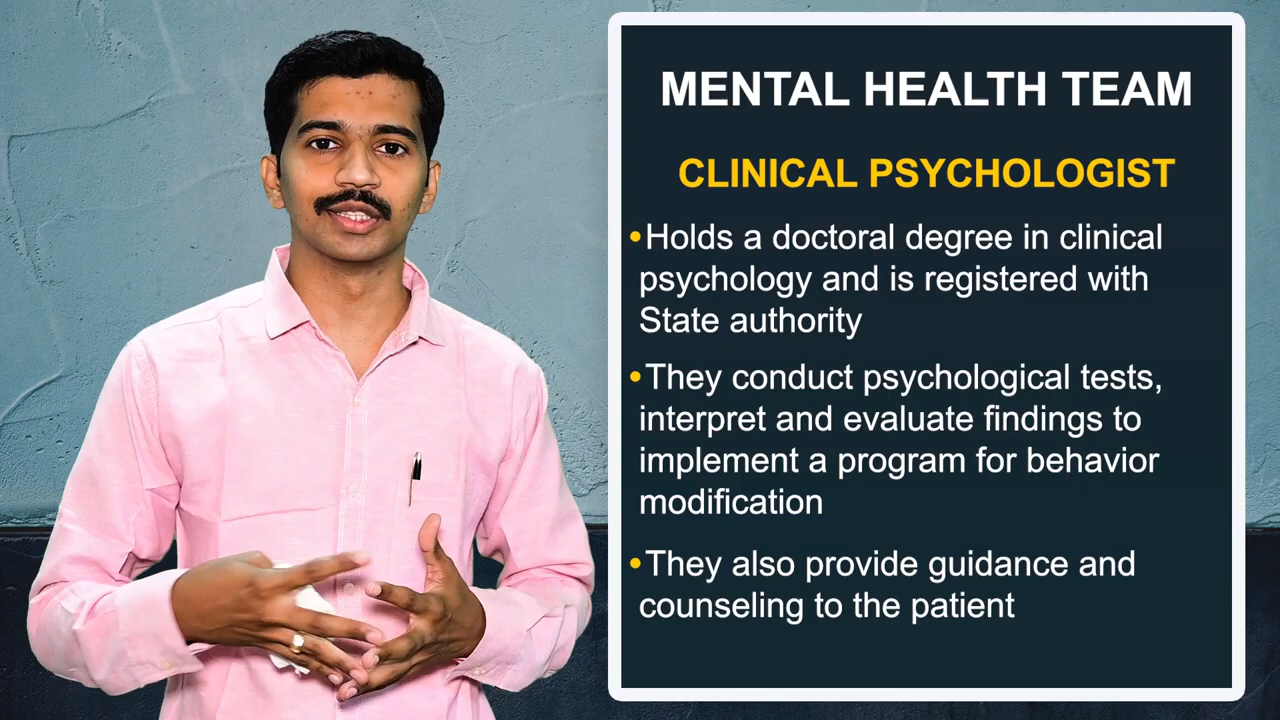 MENTAL HEALTH TEAM
CLINICAL PSYCHOLOGIST
•Holds a doctoral degree in clinical
psychology and is registered with
State authority
•They conduct psychological tests,
interpret and evaluate findings to
implement a program for behavior
modification
•They also provide guidance and
counseling to the patient